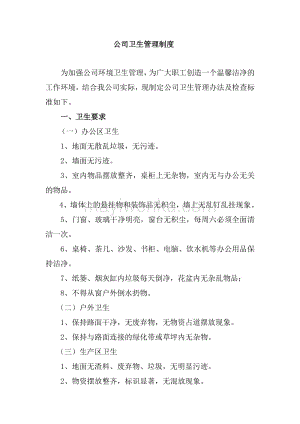 公司卫生管理制度
为加强公司环境卫生管理，为广大职工创造一个温馨洁净的
工作环境，结合我公司实际，现制定公司卫生管理办法及检查标
准如下。
一、卫生要求
（一）办公区卫生
1、地面无散乱垃圾，无污迹。
2、墙面无污迹。
3、室内物品摆放整齐，桌柜上无杂物，室内无与办公无关
的物品。
4、墙体上的悬挂物和装饰品无积尘，墙上无乱钉乱挂现象。
5、门窗、玻璃干净明亮，窗台无积尘，每周六必须全面清
洁一次。
6、桌椅、茶几、沙发、书柜、电脑、饮水机等办公用品保
持洁净。
7、纸篓、烟灰缸内垃圾每天倒净，花盆内无杂乱物品；
8、不得从窗户外倒水扔物。
（二）户外卫生
1、保持路面干净，无废弃物，无物资占道摆放现象。
2、保持与路面连接的绿化带或草坪内无杂物。
（三）生产区卫生
1、地面无油污、废弃物、垃圾，无明显污迹。
2、物资摆放整齐，标识显著，无混放现象。